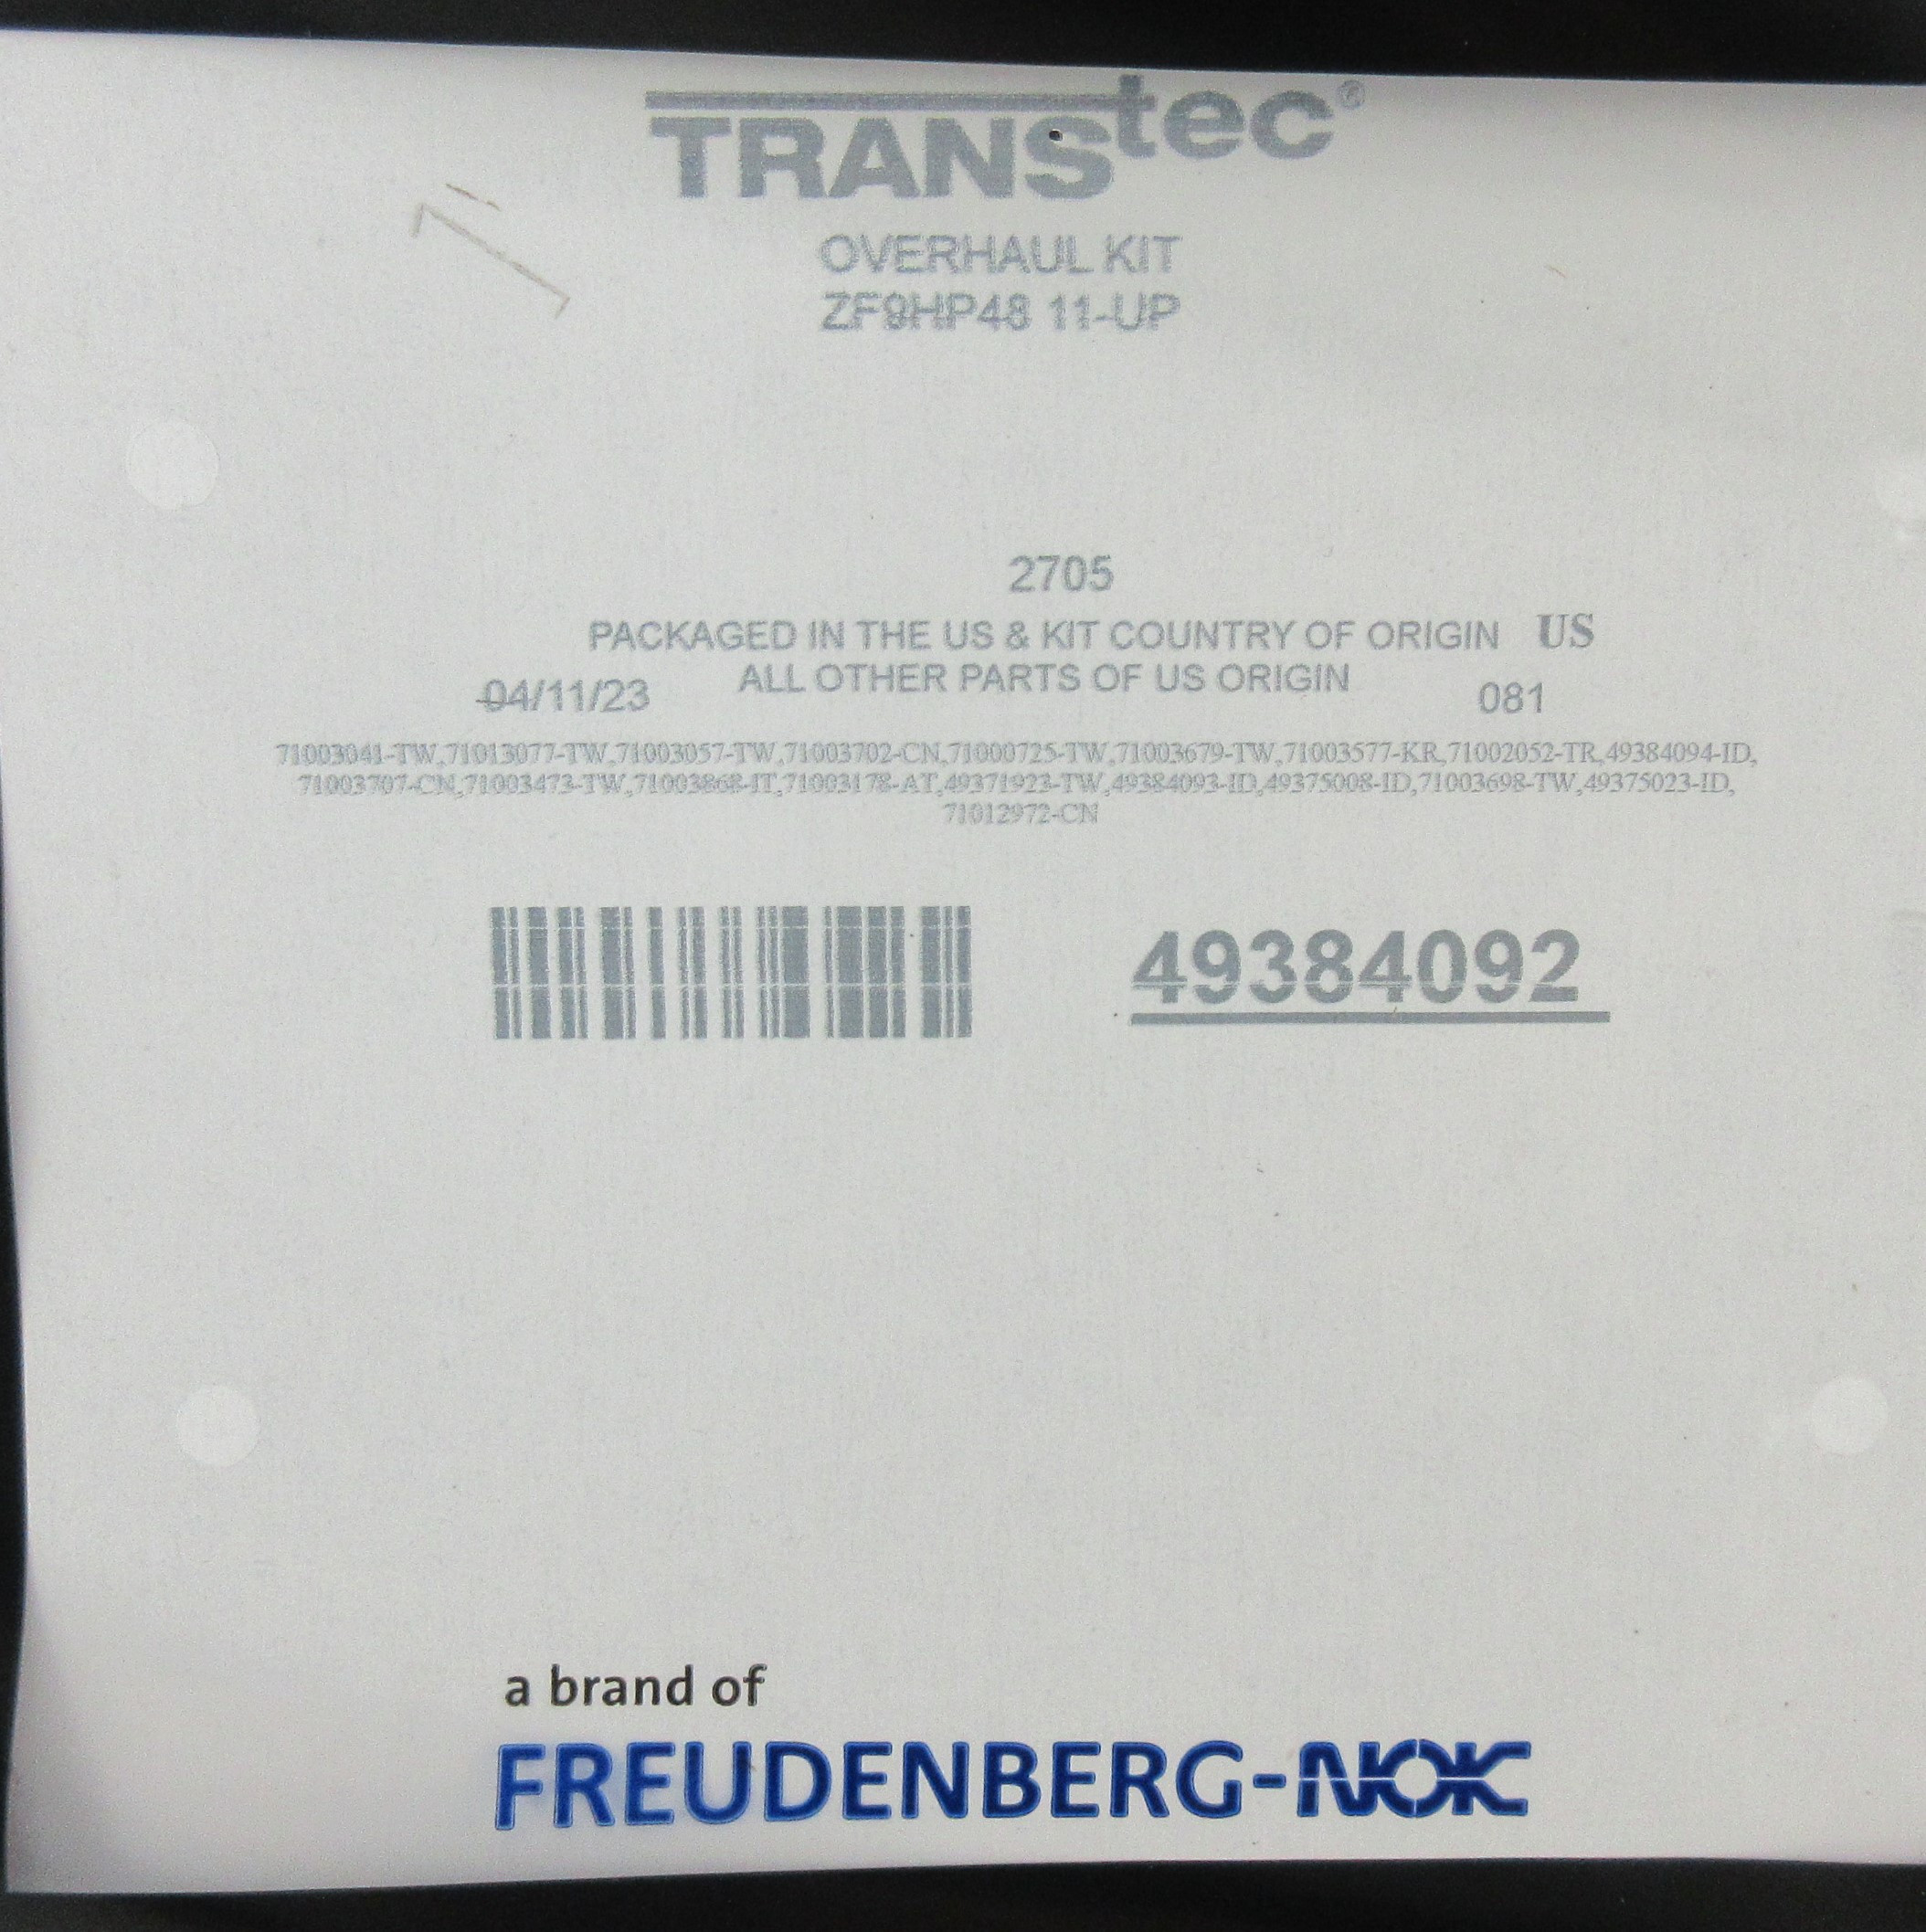 TRANStec®
OVERHAUL KIT
ZF9HP48 11-UP
2705
PACKAGED IN THE US & KIT COUNTRY OF ORIGIN US
ALL OTHER PARTS OF US ORIGIN
04/11/23
081
71003041-TW,71013077-TW,71003057-TW,71003702-CN,71000725-TW,71003679-TW,71003577-KR,71002052-TR,49384094-ID,
71003707-CN,71003473-TW,71003868-IT,71003178-AT,49371923-TW,49384093-ID,49375008-ID,71003698-TW,49375023-ID,
71012972-CN
49384092
a brand of
FREUDENBERG-NOK